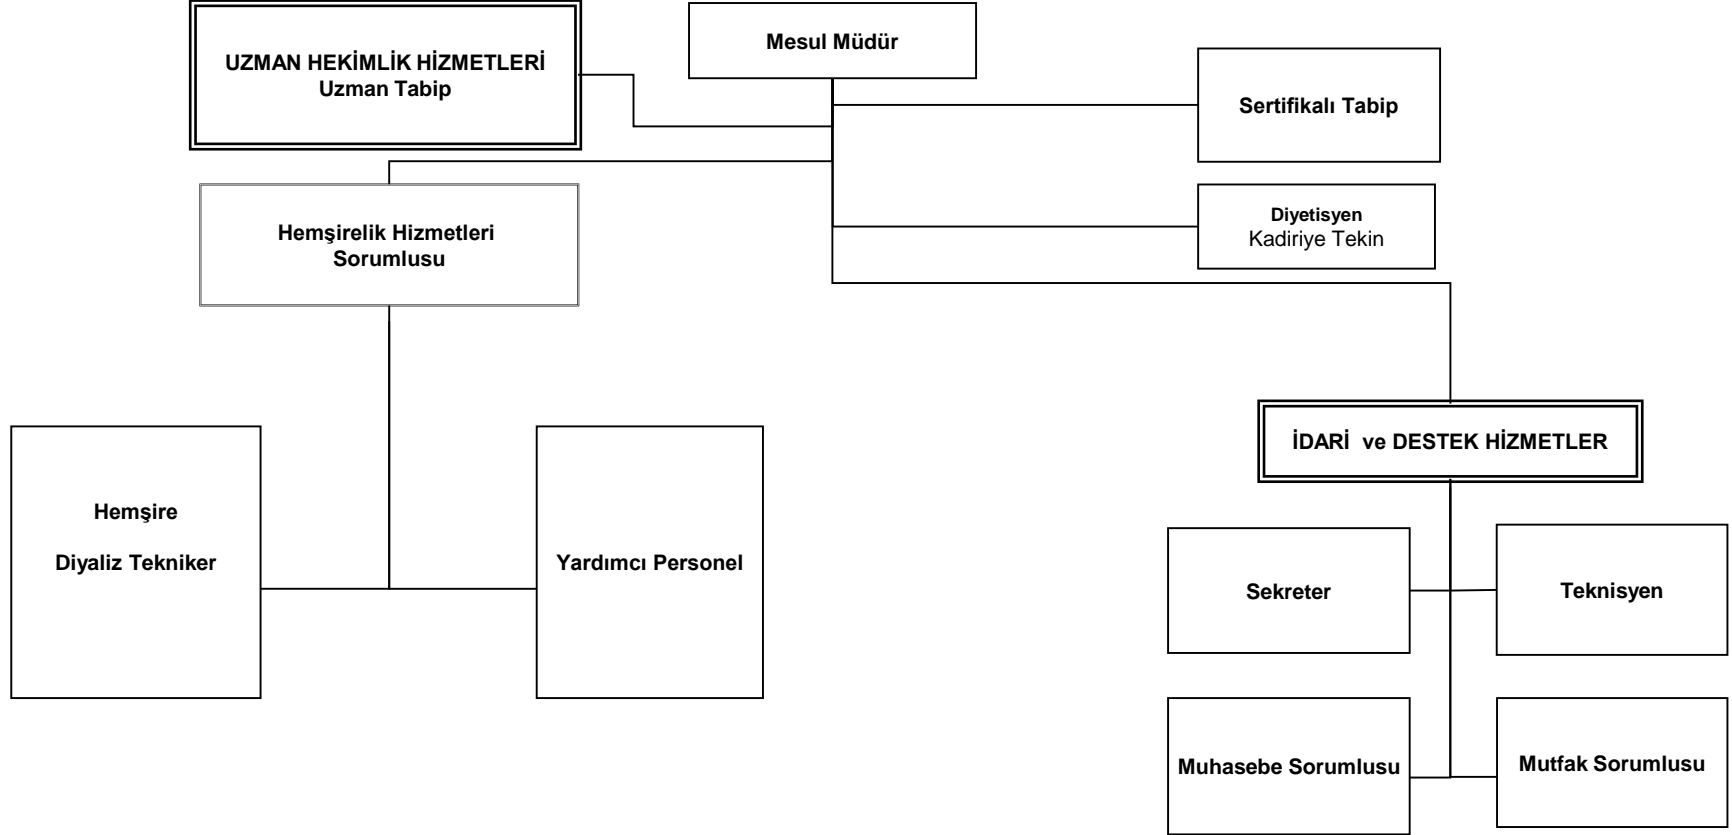 UZMAN HEKİMLİK HİZMETLERİ
Uzman Tabip
Mesul Müdür
Sertifikalı Tabip
Hemşirelik Hizmetleri
Sorumlusu
Diyetisyen
Kadiriye Tekin
İDARİ  ve DESTEK HİZMETLER
Hemşire
Diyaliz Tekniker
Yardımcı Personel
Sekreter
Teknisyen
Muhasebe Sorumlusu
Mutfak Sorumlusu